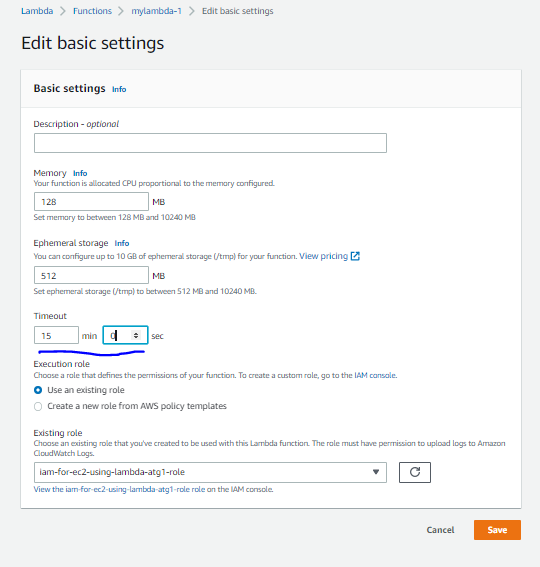 Lambda > Functions > mylambda-1 > Edit basic settings
Edit basic settings
Basic settings Info
Description - optional
Memory Info
Your function is allocated CPU proportional to the memory configured.
128 MB
Set memory to between 128 MB and 10240 MB
Ephemeral storage Info
You can configure up to 10 GB of ephemeral storage (/tmp) for your function. View pricing
512 MB
Set ephemeral storage (/tmp) to between 512 MB and 10240 MB.
Timeout
15 min 0 sec
Execution role
Choose a role that defines the permissions of your function. To create a custom role, go to the IAM console.
Use an existing role
Create a new role from AWS policy templates
Existing role
Choose an existing role that you've created to be used with this Lambda function. The role must have permission to upload logs to Amazon
CloudWatch Logs.
iam-for-ec2-using-lambda-atg1-role
View the iam-for-ec2-using-lambda-atg1-role role on the IAM console.
Cancel Save